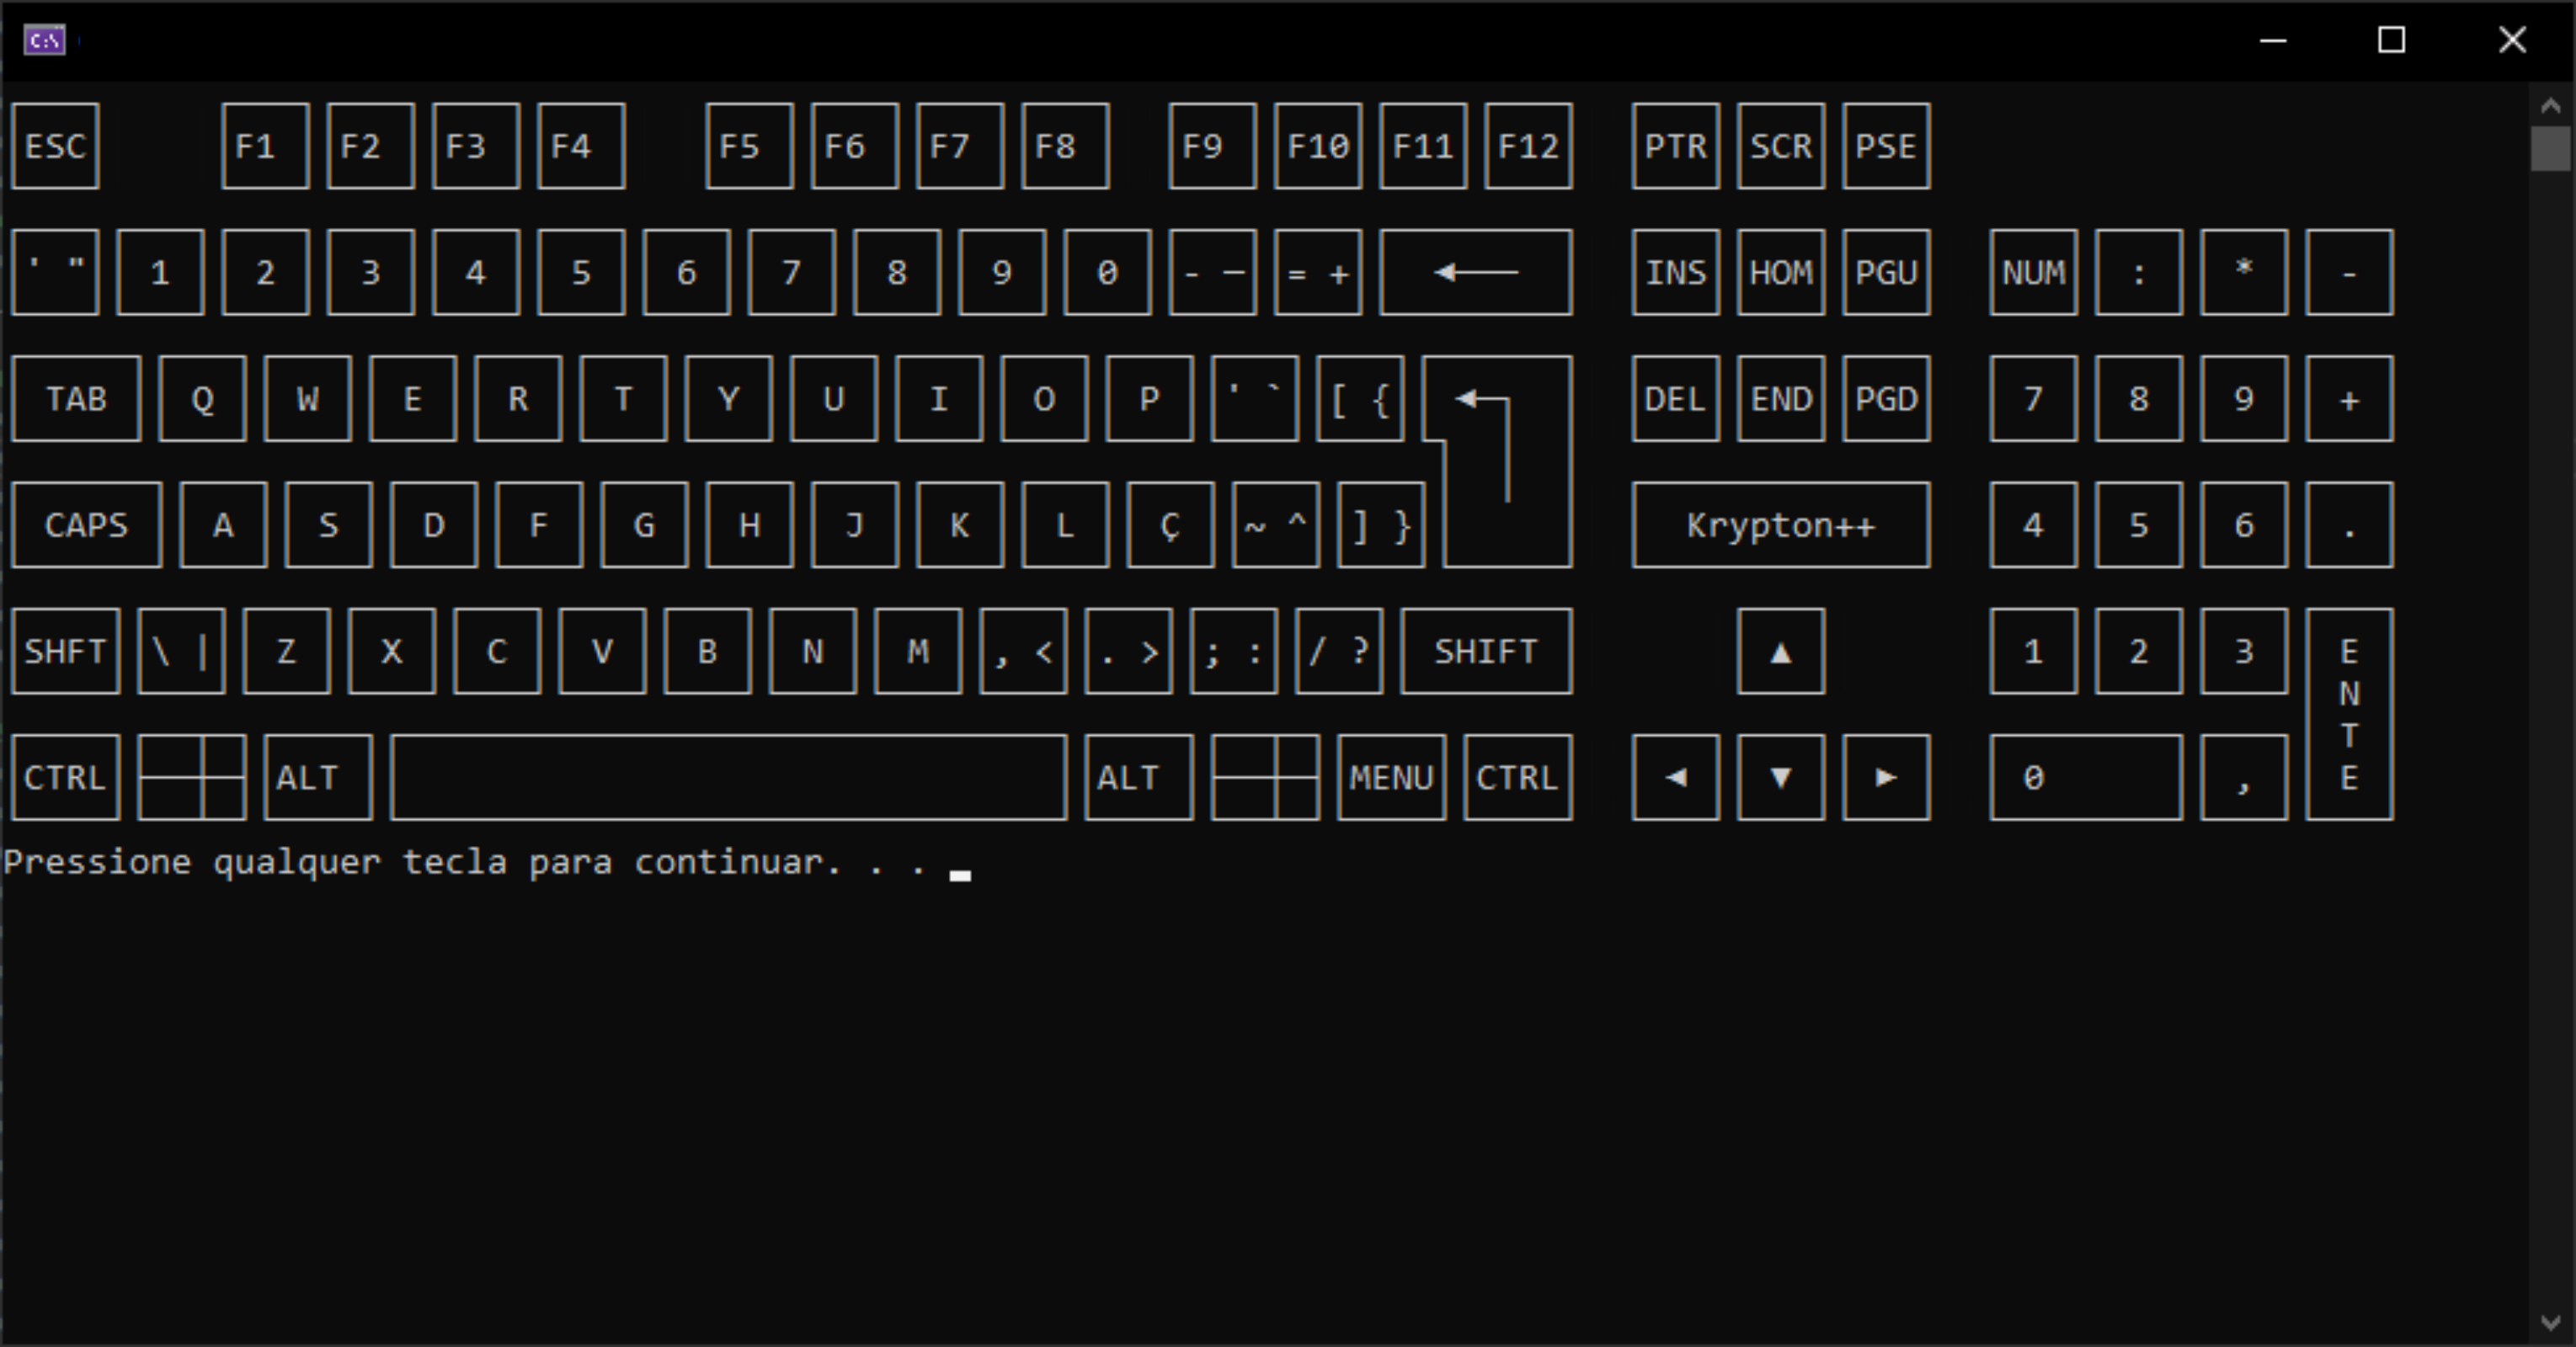 C:\
ESC F1 F2 F3 F4 F5 F6 F7 F8 F9 F10 F11 F12 PTR SCR PSE
' " 1 2 3 4 5 6 7 8 9 0 - ─ = + ◄── INS HOM PGU NUM : * -
TAB Q W E R T Y U I O P ' ` [ { ◄┐ DEL END PGD 7 8 9 +
CAPS A S D F G H J K L Ç ~ ^ ] } Krypton++ 4 5 6 .
SHFT \ | Z X C V B N M , < . > ; : / ? SHIFT ▲ 1 2 3 ENTE
CTRL ALT ALT MENU CTRL ◄ ▼ ► 0 ,
Pressione qualquer tecla para continuar. . .